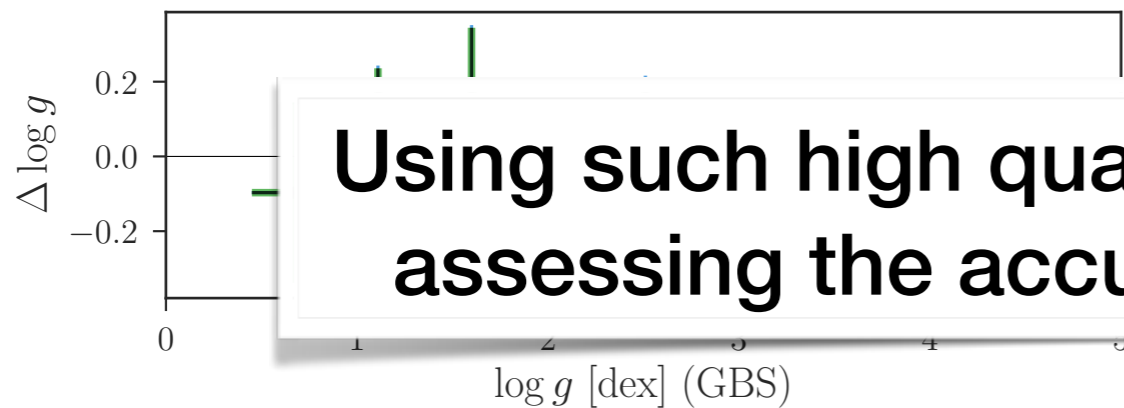 0.2
0.0
−0.2
Δ log g
Using such high qua
assessing the accu
0 1 2 3 4 5
log g [dex] (GBS)